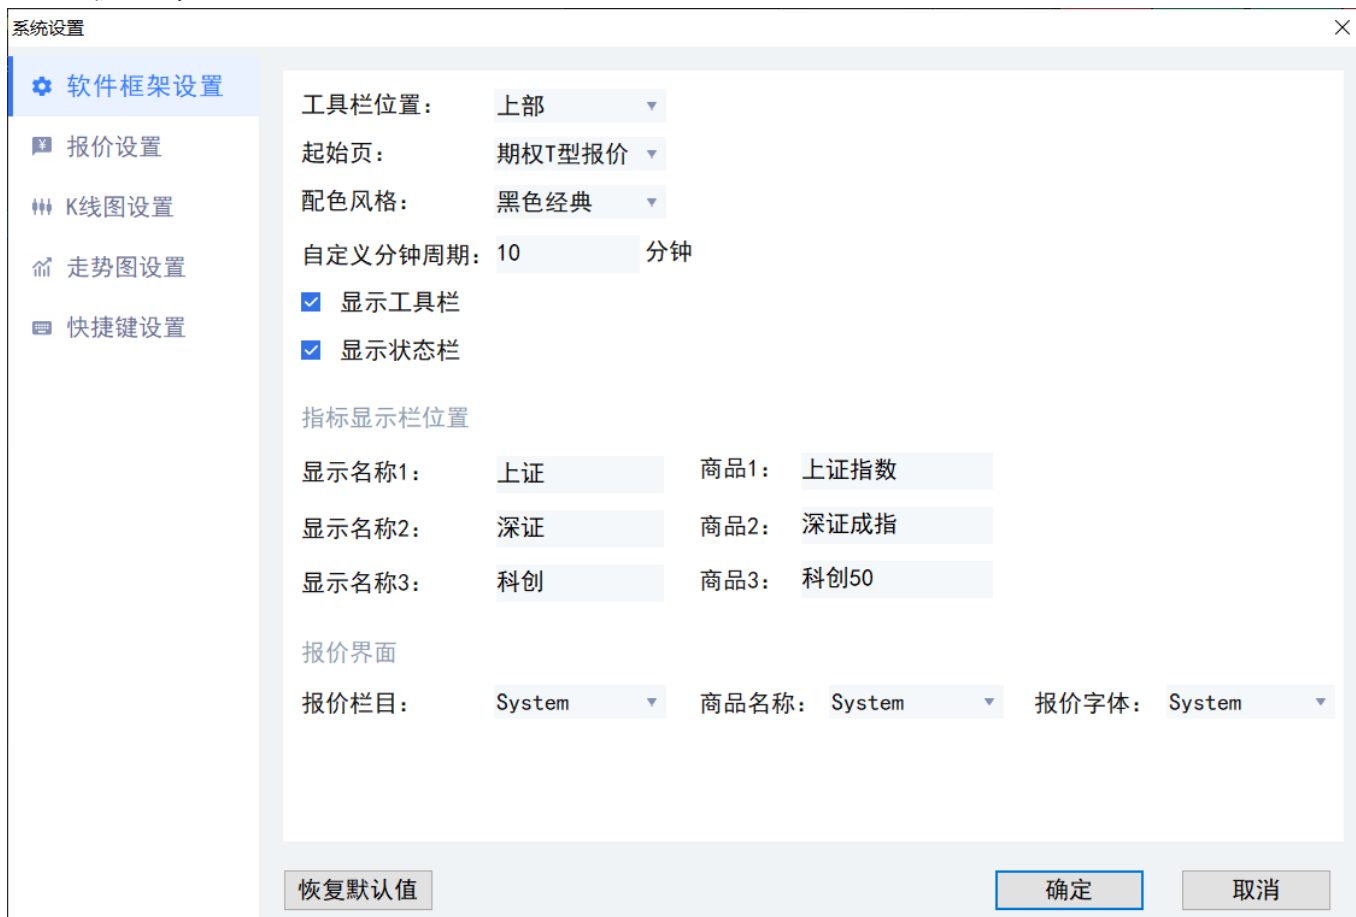 系统设置
软件框架设置
报价设置
K线图设置
走势图设置
快捷键设置
工具栏位置： 上部
起始页： 期权T型报价
配色风格： 黑色经典
自定义分钟周期： 10 分钟
显示工具栏
显示状态栏
指标显示栏位置
显示名称1： 上证 商品1： 上证指数
显示名称2： 深证 商品2： 深证成指
显示名称3： 科创 商品3： 科创50
报价界面
报价栏目： System 商品名称： System 报价字体： System
恢复默认值 确定 取消